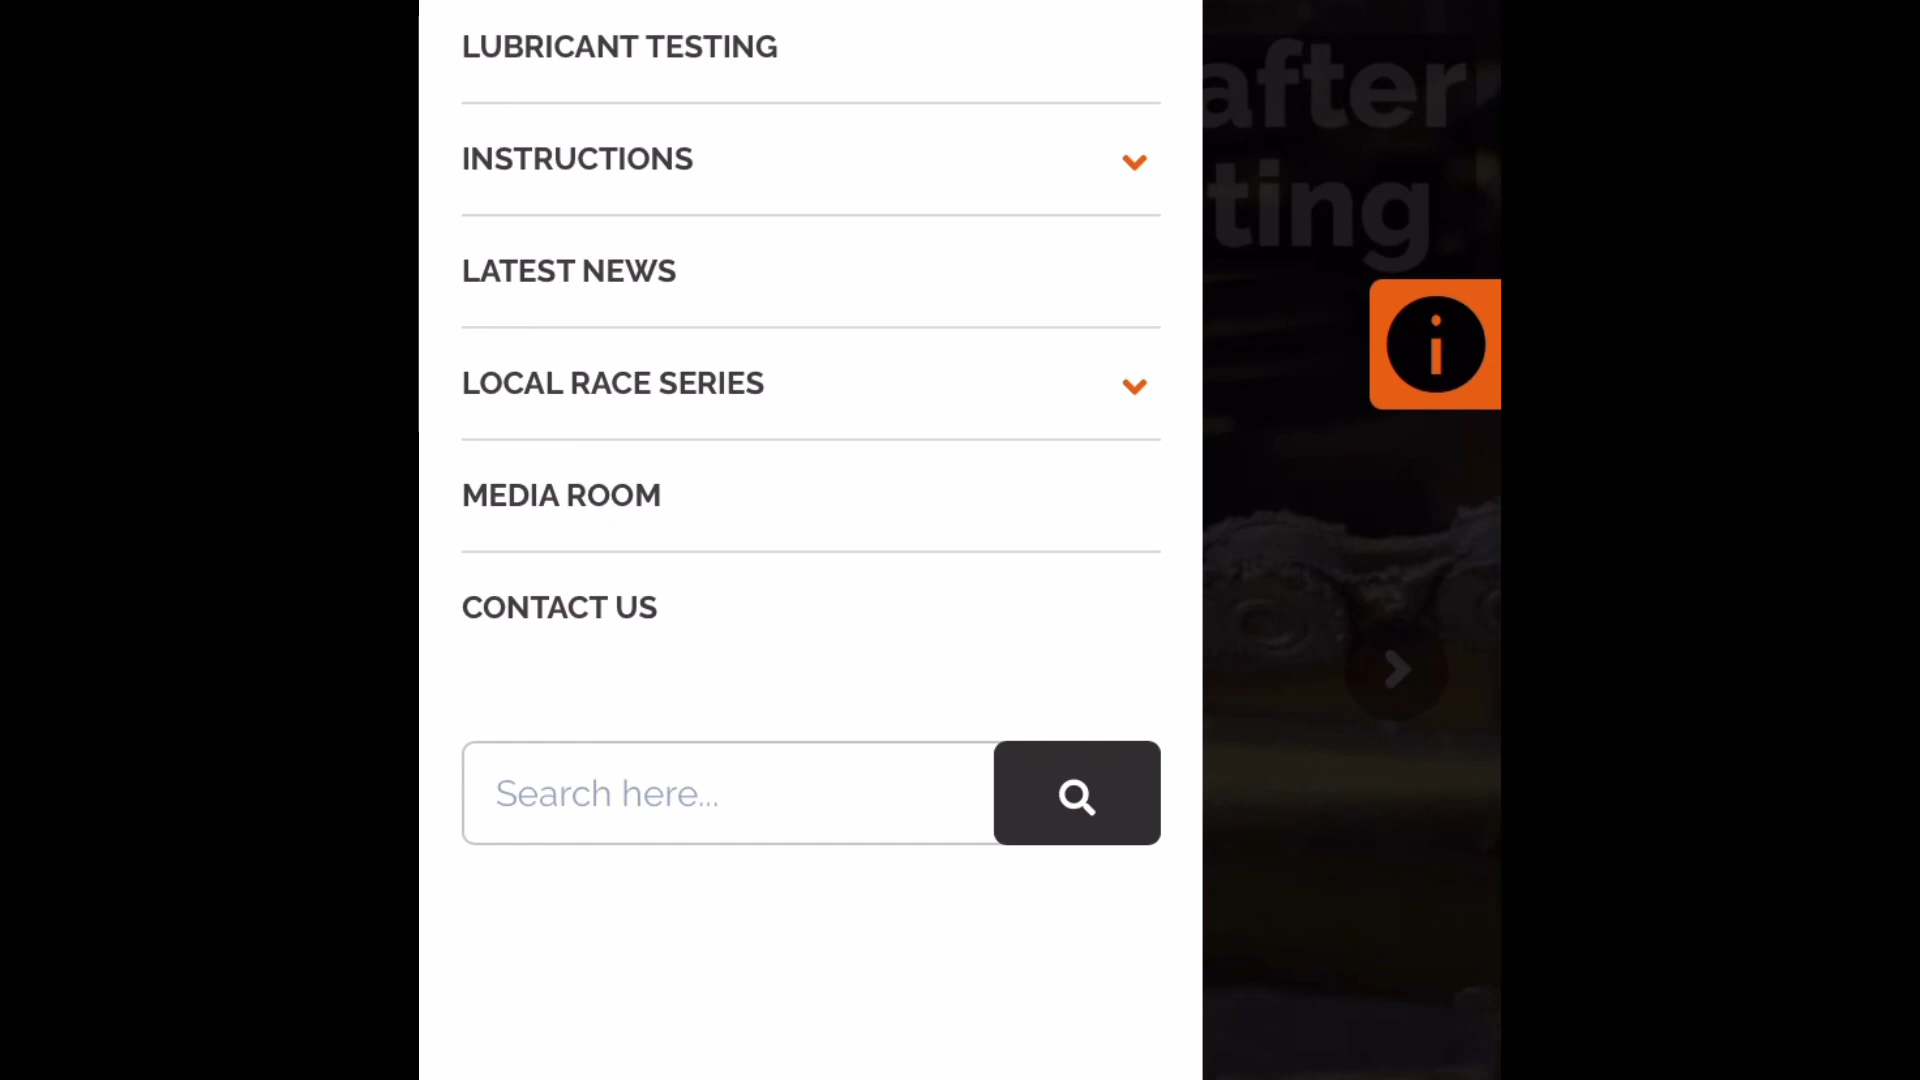 LUBRICANT TESTING
INSTRUCTIONS
LATEST NEWS
LOCAL RACE SERIES
MEDIA ROOM
CONTACT US
Search here...
after
ting
i